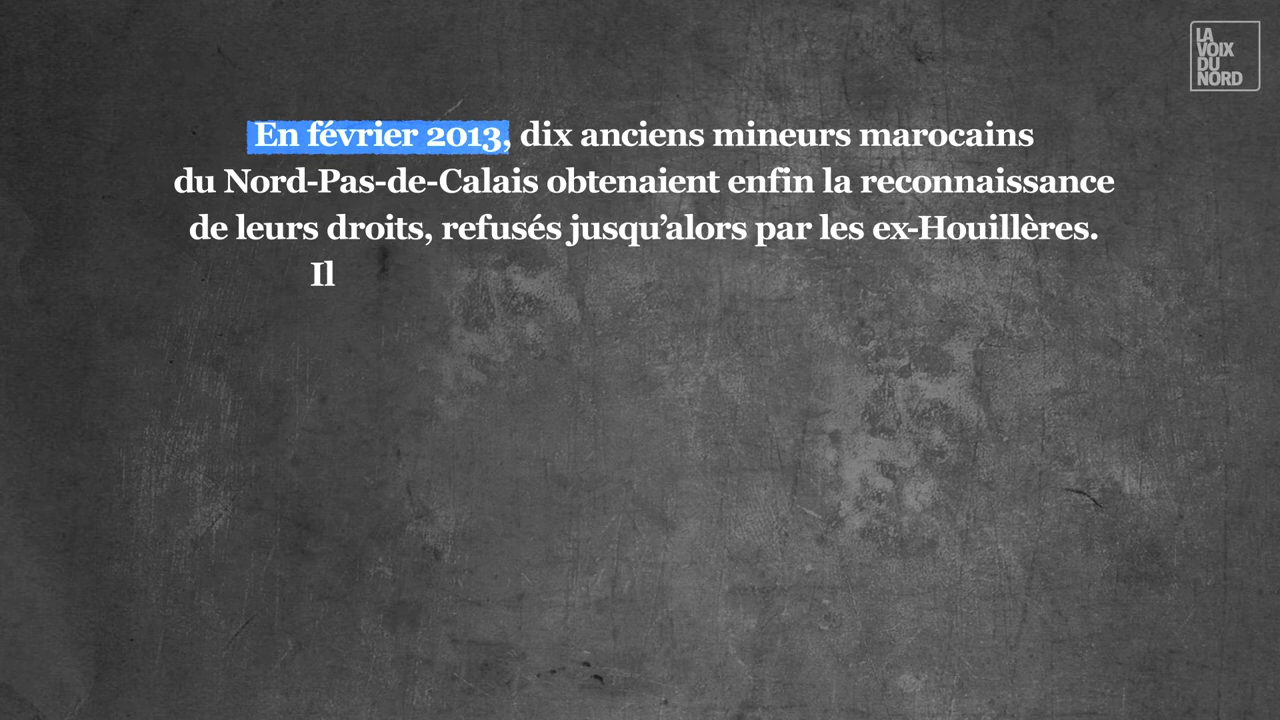 LA
VOIX
DU
NORD
En février 2013, dix anciens mineurs marocains
du Nord-Pas-de-Calais obtenaient enfin la reconnaissance
de leurs droits, refusés jusqu’alors par les ex-Houillères.
Il